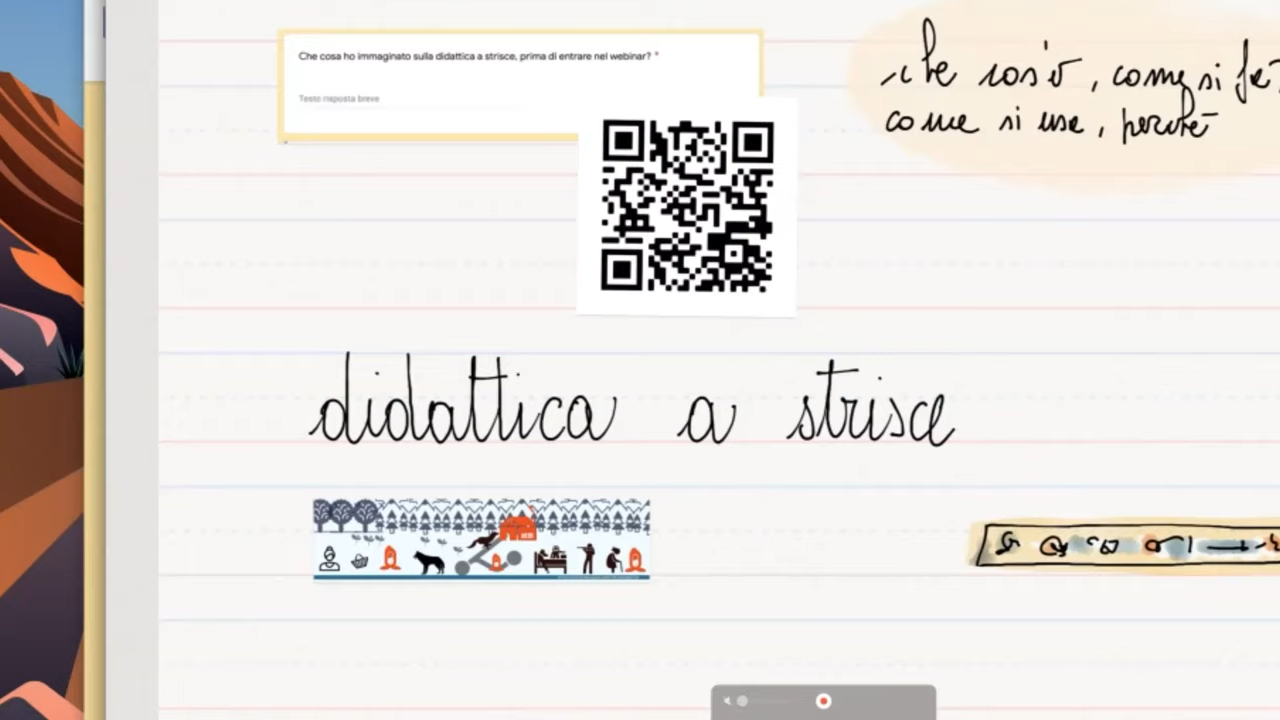 Che cosa ho immaginato sulla didattica a strisce, prima di entrare nel webinar? *
Testo risposta breve
che cos'è, come si fa,
come si usa, perché
didattica a strisce